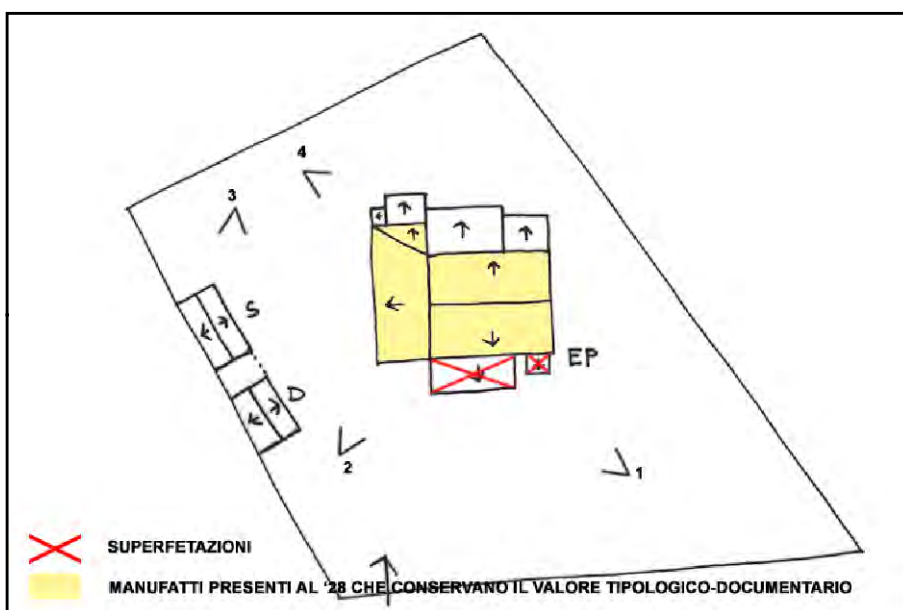 4
3
S
EP
D
2
1
SUPERFETAZIONI
MANUFATTI PRESENTI AL '28 CHE CONSERVANO IL VALORE TIPOLOGICO-DOCUMENTARIO